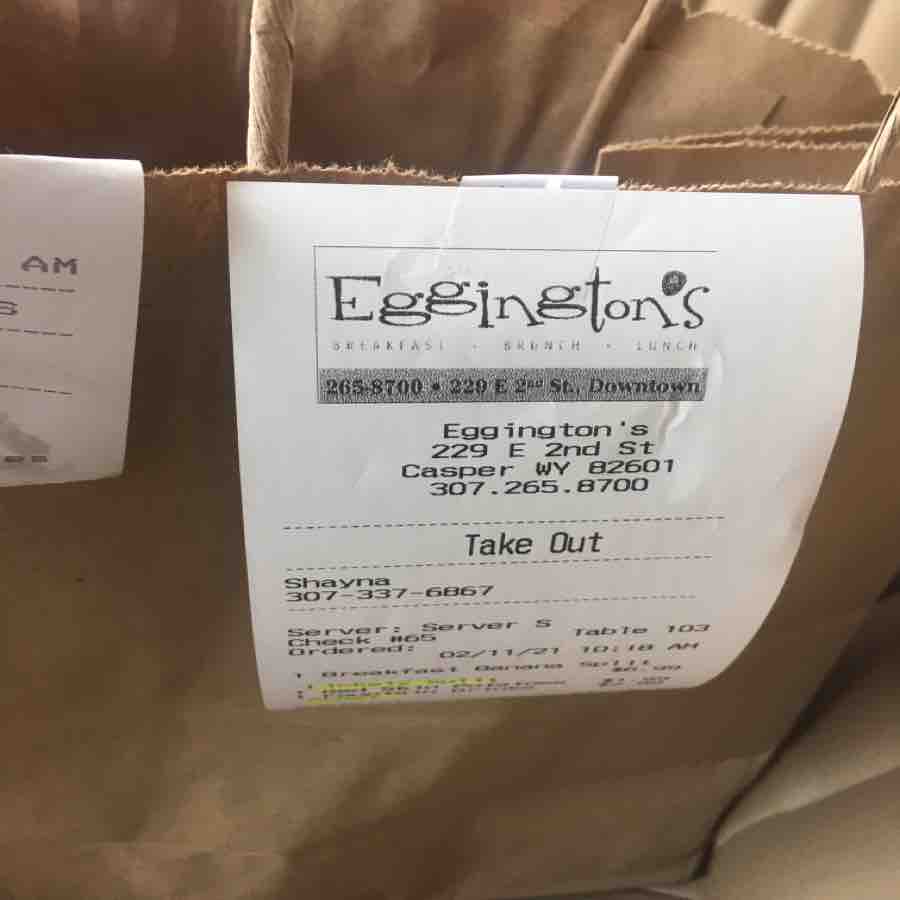 AM
Eggington's
BREAKFAST • BRUNCH • LUNCH
265-8700 • 229 E 2nd St., Downtown
Eggington's
229 E 2nd St
Casper WY 82601
307.265.8700
Take Out
Shayna
307-337-6867
Server: Server S Table 103
Check #65
Ordered: 02/11/21 10:18 AM
1 Breakfast Banana Split